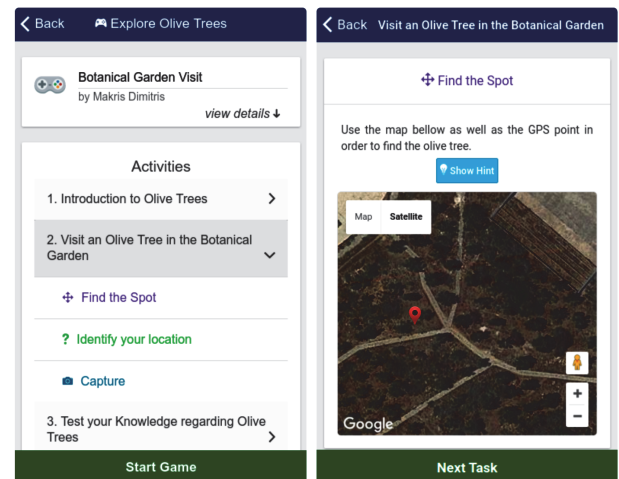 Back Explore Olive Trees
Botanical Garden Visit
by Makris Dimitris
view details
Activities
1. Introduction to Olive Trees
2. Visit an Olive Tree in the Botanical
Garden
Find the Spot
? Identify your location
Capture
3. Test your Knowledge regarding Olive
Trees
Start Game
Back Visit an Olive Tree in the Botanical Garden
Find the Spot
Use the map bellow as well as the GPS point in
order to find the olive tree.
Show Hint
Map Satellite
Google
Next Task